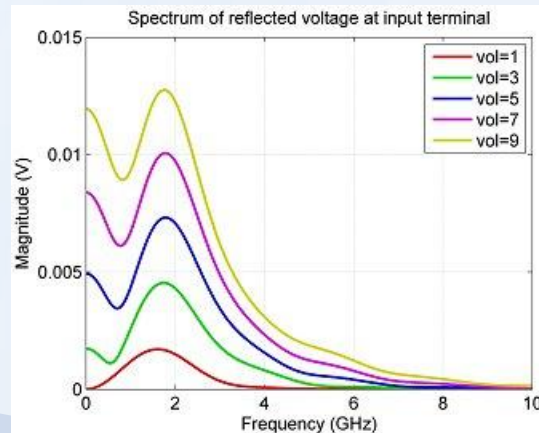 Spectrum of reflected voltage at input terminal
0.015
0.01
0.005
0
Magnitude (V)
vol=1
vol=3
vol=5
vol=7
vol=9
0 2 4 6 8 10
Frequency (GHz)